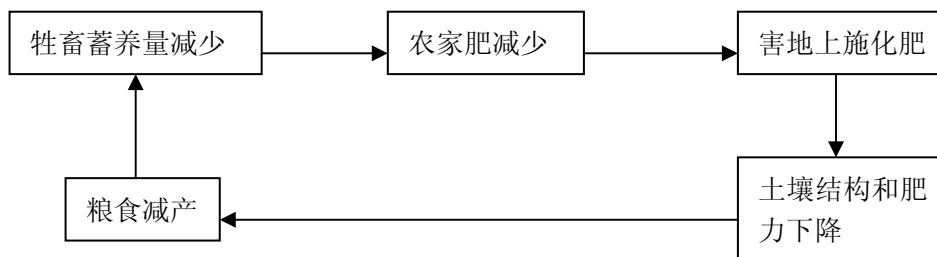 牲畜蓄养量减少
农家肥减少
害地上施化肥
土壤结构和肥
力下降
粮食减产